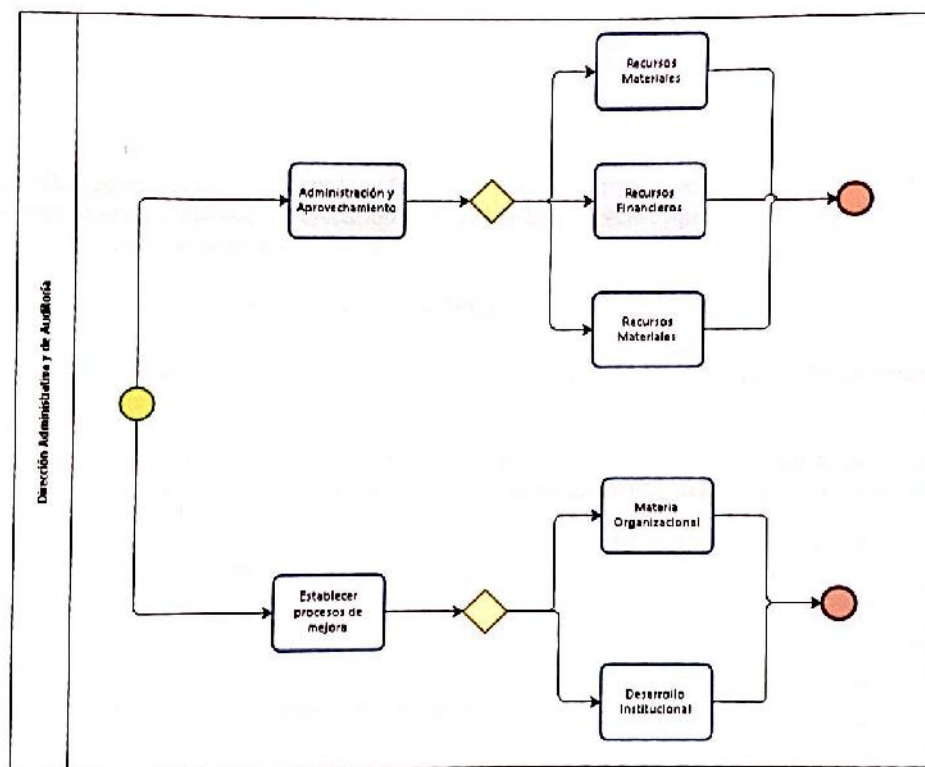 Dirección Administrativa y de Auditoría
Recursos
Materiales
Administración y
Aprovechamiento
Recursos
Financieros
Recursos
Materiales
Materia
Organizacional
Establecer
procesos de
mejora
Desarrollo
Institucional